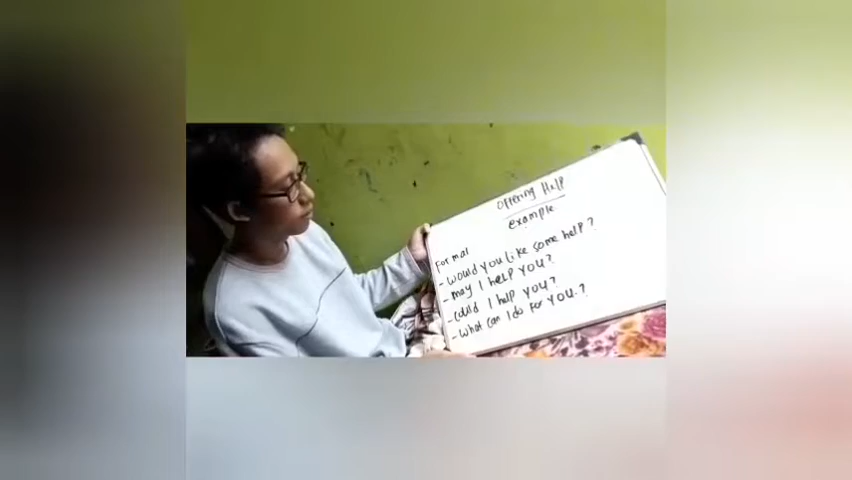 Offering Help
example
Formal
- would you like some help?
- may I help you?
- could I help you?
- what can I do for you.?